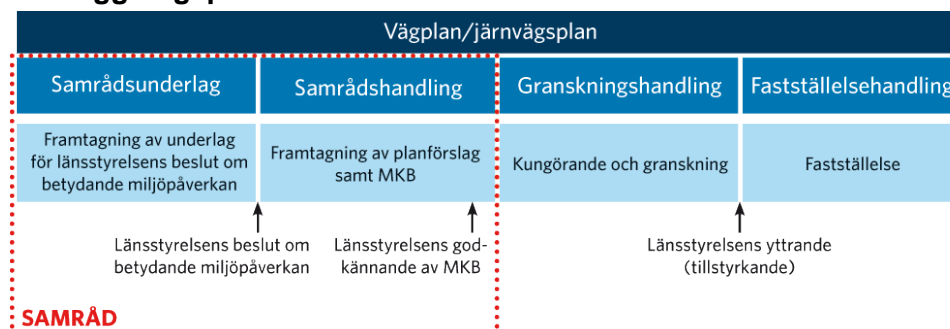 Vägplan/järnvägsplan
Samrådsunderlag
Samrådshandling
Granskningshandling
Fastställelsehandling
Framtagning av underlag
för länsstyrelsens beslut om
betydande miljöpåverkan
Framtagning av planförslag
samt MKB
Kungörande och granskning
Fastställelse
Länsstyrelsens beslut om
betydande miljöpåverkan
Länsstyrelsens god-
kännande av MKB
Länsstyrelsens yttrande
(tillstyrkande)
SAMRÅD